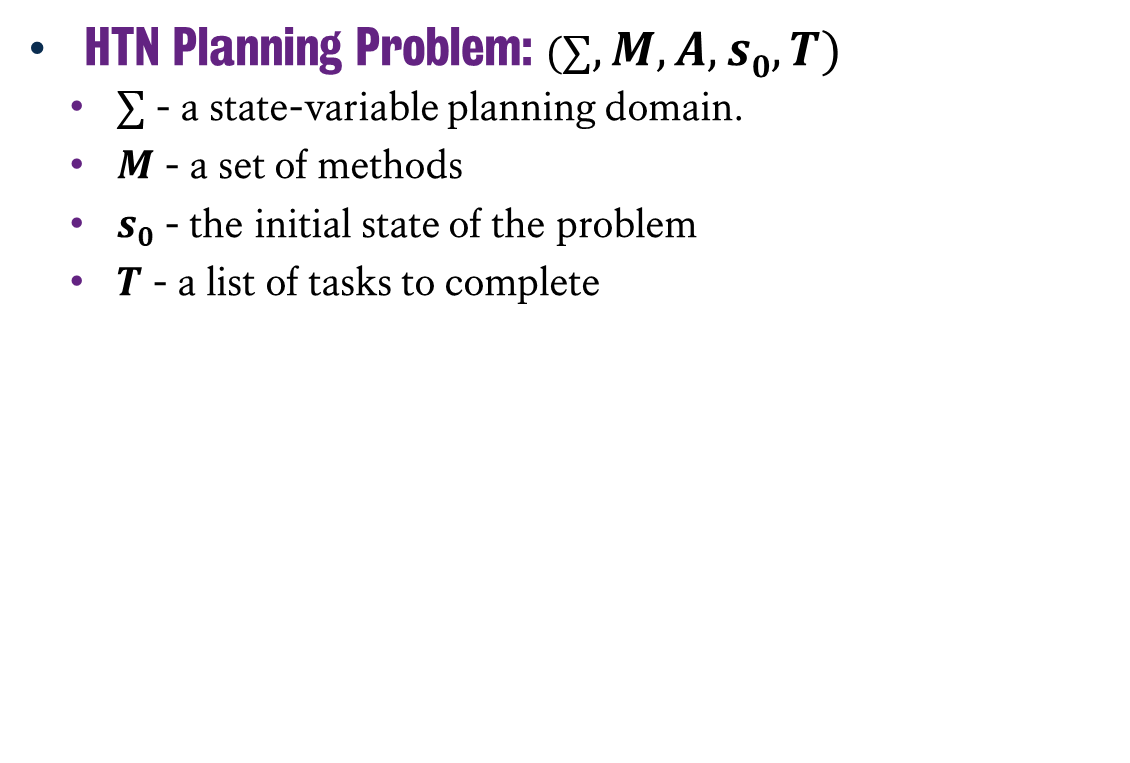 • HTN Planning Problem: (∑, M, A, s₀, T)
• ∑ - a state-variable planning domain.
• M - a set of methods
• s₀ - the initial state of the problem
• T - a list of tasks to complete